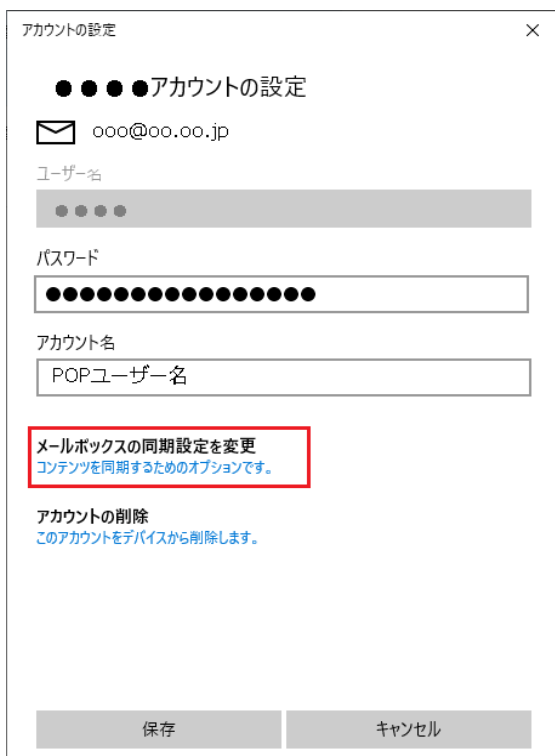 アカウントの設定
●●●●アカウントの設定
ooo@oo.oo.jp
ユーザー名
●●●●
パスワード
●●●●●●●●●●●●●●●●
アカウント名
POPユーザー名
メールボックスの同期設定を変更
コンテンツを同期するためのオプションです。
アカウントの削除
このアカウントをデバイスから削除します。
保存
キャンセル